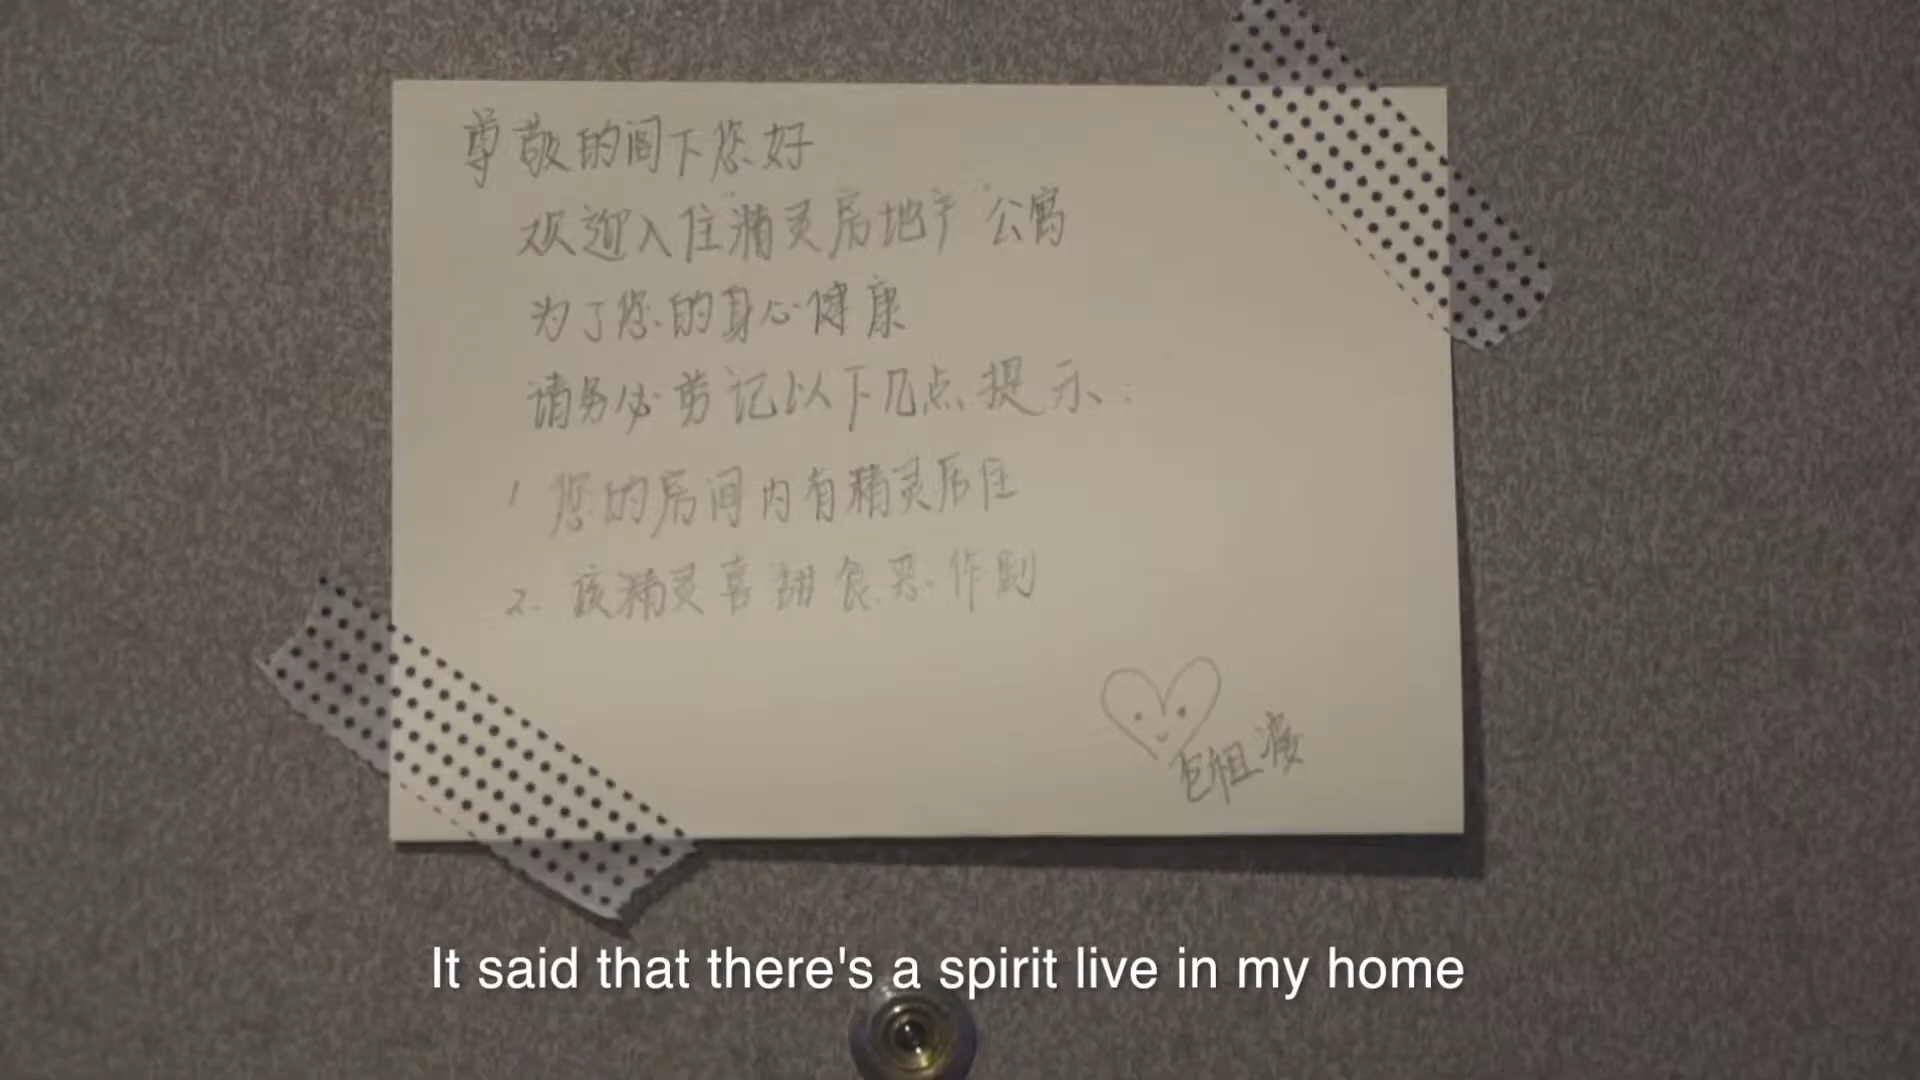 尊敬的阁下您好
欢迎入住精灵房地产公寓
为了您的身心健康
请务必剪记以下几点提示：
1 您的房间内有精灵居住
2. 该精灵喜甜食恶作剧
It said that there's a spirit live in my home